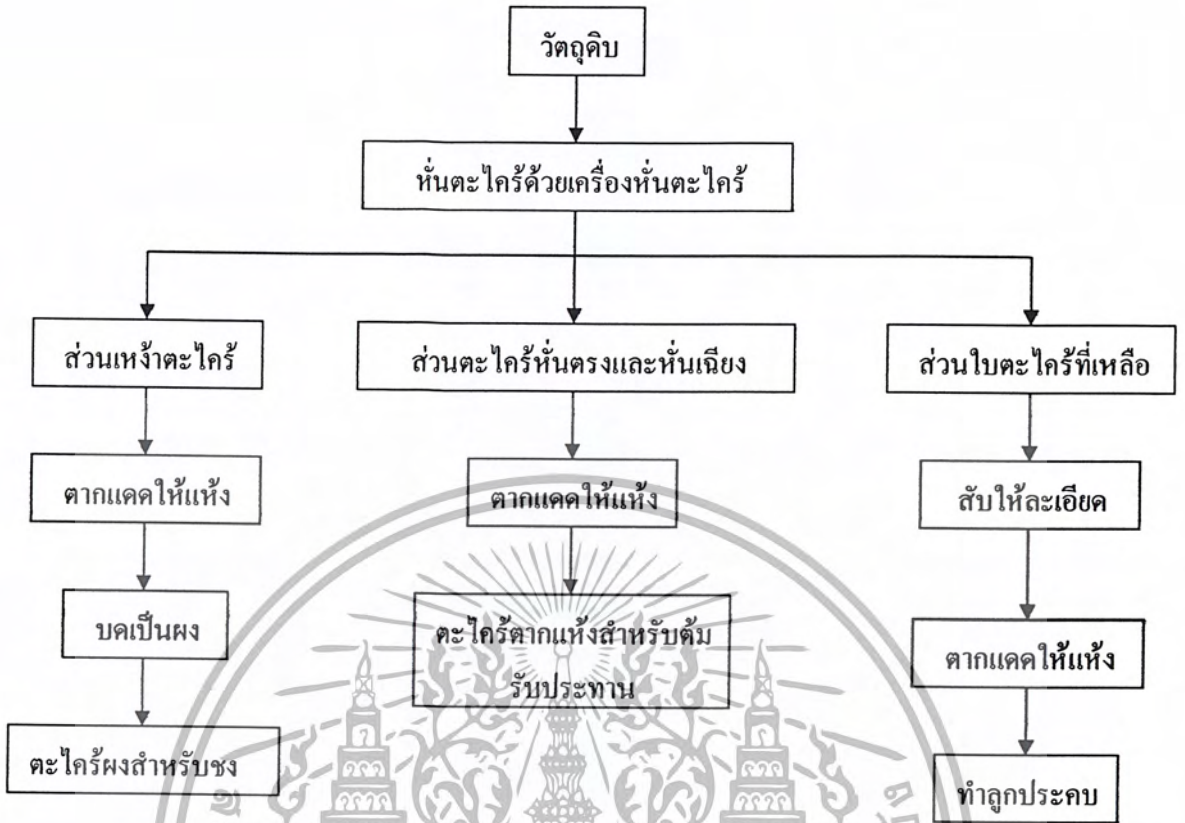 วัตถุดิบ
หั่นตะไคร้ด้วยเครื่องหั่นตะไคร้
ส่วนเหง้าตะไคร้
ส่วนตะไคร้หั่นตรงและหั่นเฉียง
ส่วนใบตะไคร้ที่เหลือ
ตากแดดให้แห้ง
ตากแดดให้แห้ง
สับให้ละเอียด
บดเป็นผง
ตะไคร้ตากแห้งสำหรับต้ม
รับประทาน
ตากแดดให้แห้ง
ตะไคร้ผงสำหรับชง
ทำลูกประคบ